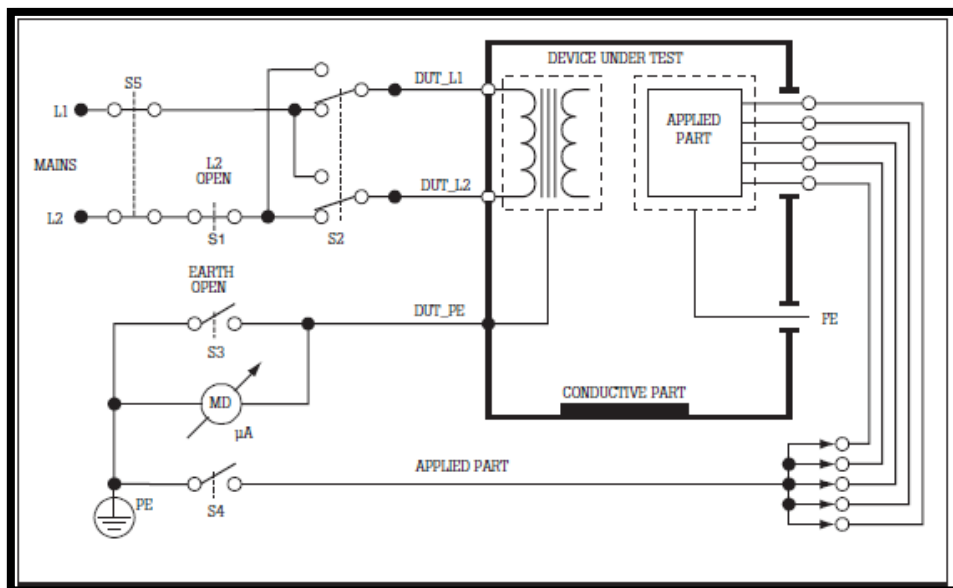 DEVICE UNDER TEST
S5
DUT_L1
L1
APPLIED
PART
MAINS
L2
OPEN
DUT_L2
L2
S1
S2
EARTH
OPEN
DUT_PE
FE
S3
CONDUCTIVE PART
MD
µA
APPLIED PART
PE
S4